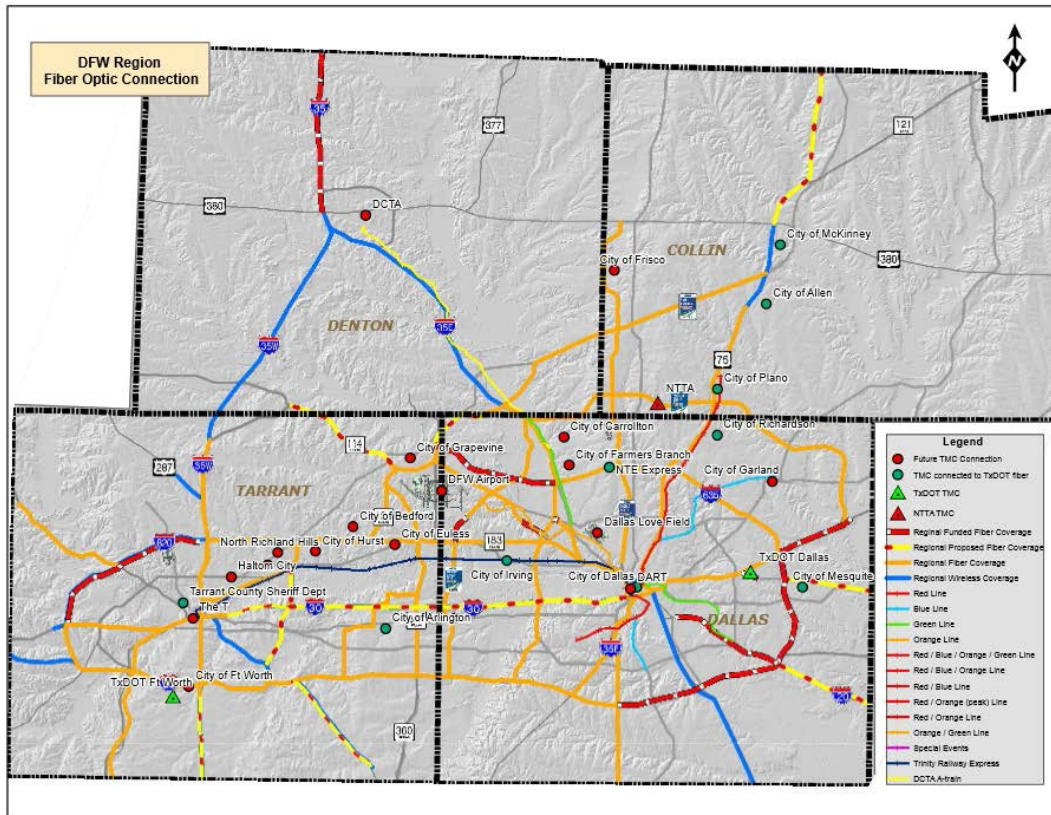 DFW Region
Fiber Optic Connection
N
35
377
121
380
DCTA
City of McKinney
COLLIN
City of Frisco
380
City of Allen
DENTON
35E
35W
75
City of Plano
NTTA
City of Carrollton
City of Richardson
114
City of Grapevine
City of Farmers Branch
NTE Express
City of Garland
287
35W
TARRANT
DFW Airport
635
City of Bedford
City of Euless
Dallas Love Field
North Richland Hills
City of Hurst
183
820
TxDOT Dallas
Haltom City
City of Irving
City of Dallas
DART
City of Mesquite
Tarrant County Sheriff Dept
The T
30
30
City of Arlington
DALLAS
35E
City of Ft Worth
TxDOT Ft Worth
20
360
Legend
Future TMC Connection
TMC connected to TxDOT fiber
TxDOT TMC
NTTA TMC
Reginal Funded Fiber Coverage
Regional Proposed Fiber Coverage
Regional Fiber Coverage
Regional Wireless Coverage
Red Line
Blue Line
Green Line
Orange Line
Red / Blue / Orange / Green Line
Red / Blue / Orange Line
Red / Blue Line
Red / Orange (peak) Line
Red / Orange Line
Orange / Green Line
Special Events
Trinity Railway Express
DCTA A-train